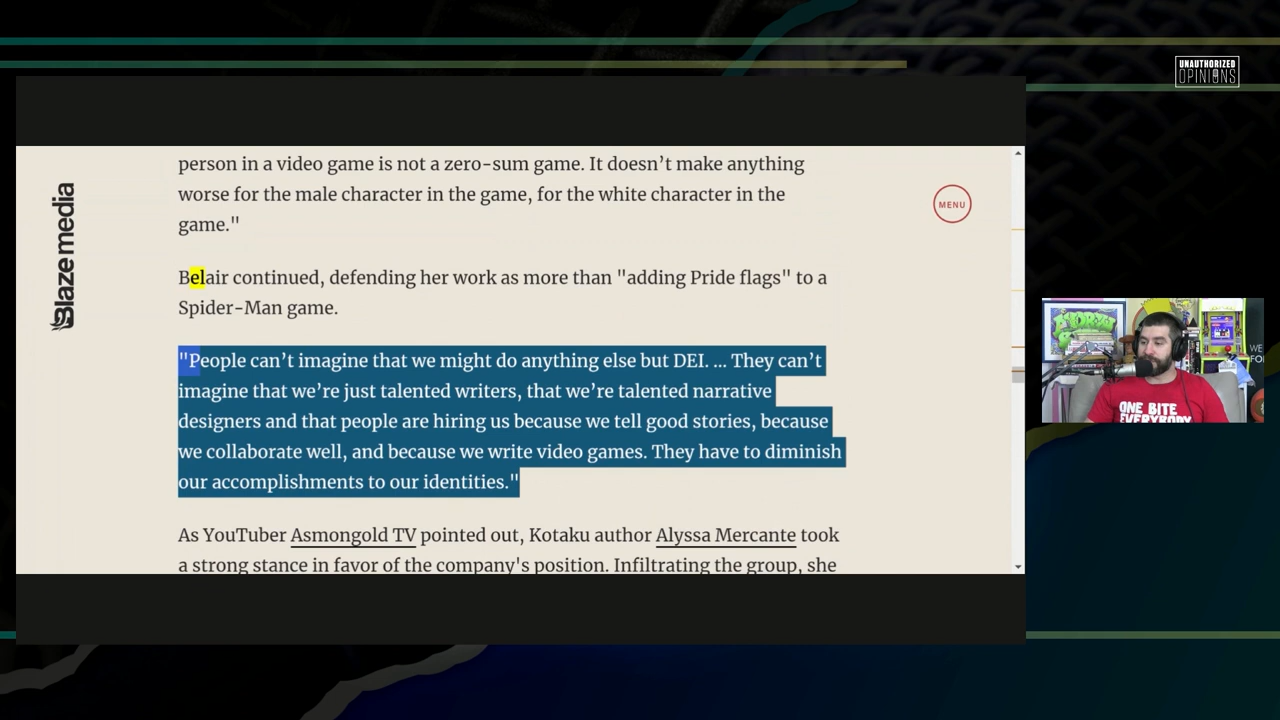 UNAUTHORIZED
OPINIONS
Blaze media
MENU
person in a video game is not a zero-sum game. It doesn’t make anything
worse for the male character in the game, for the white character in the
game."
Belair continued, defending her work as more than "adding Pride flags" to a
Spider-Man game.
"People can’t imagine that we might do anything else but DEI. ... They can’t
imagine that we’re just talented writers, that we’re talented narrative
designers and that people are hiring us because we tell good stories, because
we collaborate well, and because we write video games. They have to diminish
our accomplishments to our identities."
As YouTuber Asmongold TV pointed out, Kotaku author Alyssa Mercante took
a strong stance in favor of the company's position. Infiltrating the group, she
ONE BITE
EVERYBODY
WE